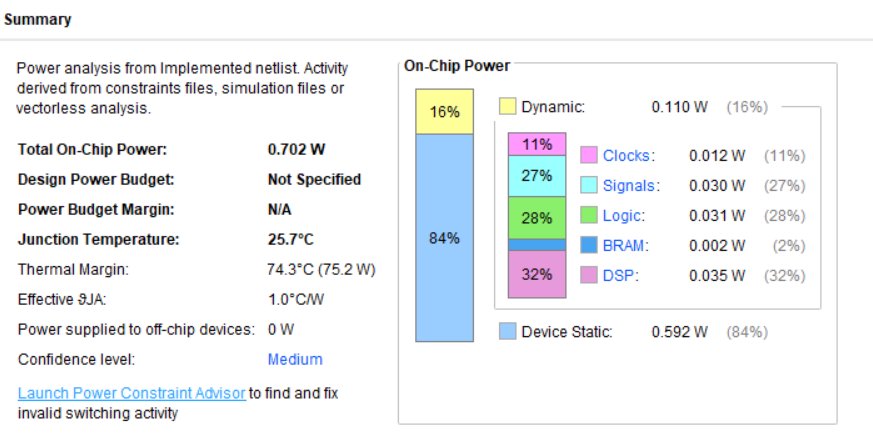 Summary
Power analysis from Implemented netlist. Activity
derived from constraints files, simulation files or
vectorless analysis.
Total On-Chip Power: 0.702 W
Design Power Budget: Not Specified
Power Budget Margin: N/A
Junction Temperature: 25.7°C
Thermal Margin: 74.3°C (75.2 W)
Effective ϑJA: 1.0°C/W
Power supplied to off-chip devices: 0 W
Confidence level: Medium
Launch Power Constraint Advisor to find and fix
invalid switching activity
On-Chip Power
16%
84%
Dynamic: 0.110 W (16%)
11%
27%
28%
32%
Clocks: 0.012 W (11%)
Signals: 0.030 W (27%)
Logic: 0.031 W (28%)
BRAM: 0.002 W (2%)
DSP: 0.035 W (32%)
Device Static: 0.592 W (84%)